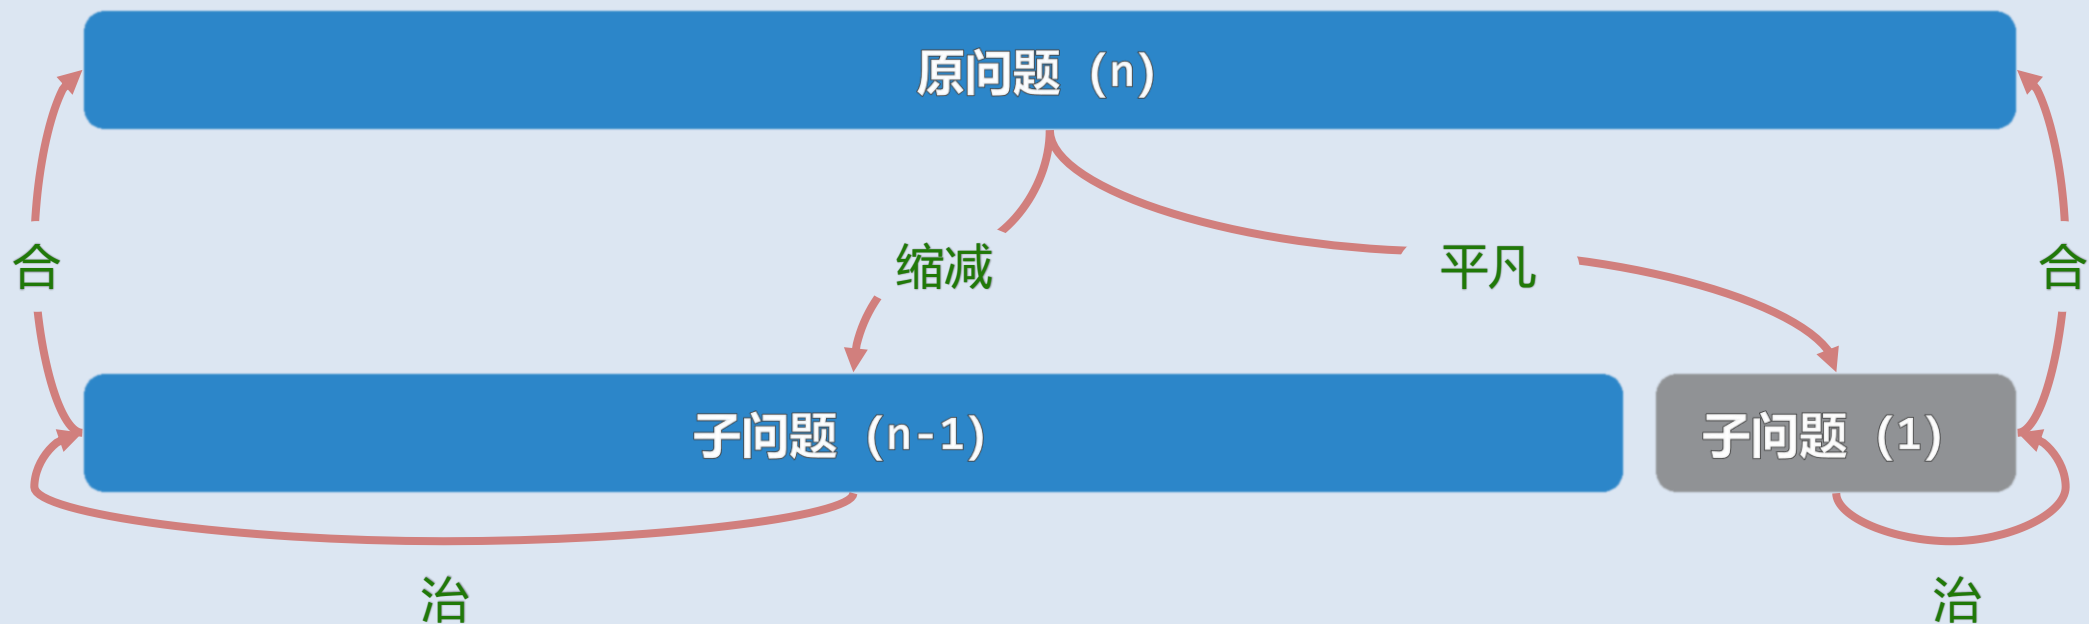 原问题 (n)
合
缩减
平凡
合
子问题 (n-1)
子问题 (1)
治
治